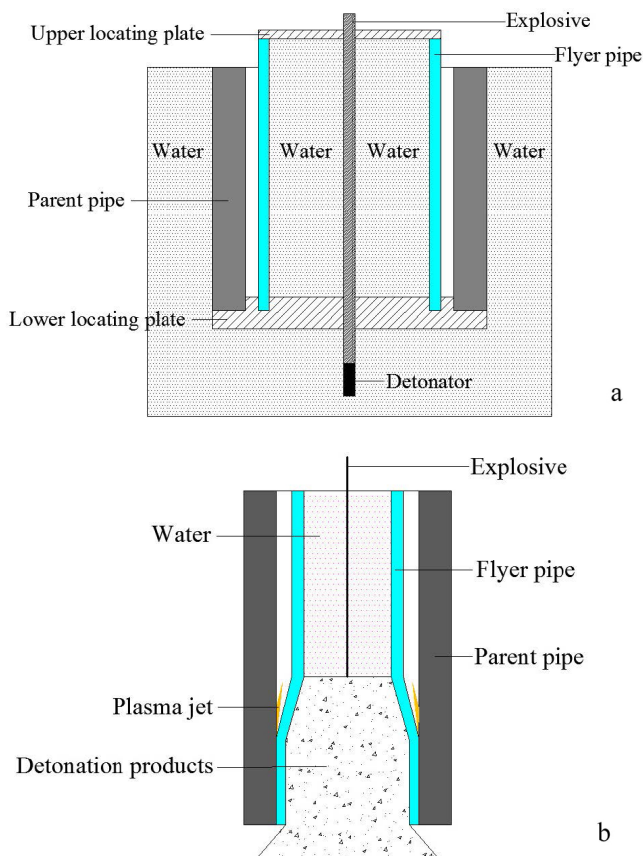 Explosive
Upper locating plate
Flyer pipe
Water Water Water Water
Parent pipe
Lower locating plate
Detonator
a
Explosive
Water
Flyer pipe
Parent pipe
Plasma jet
Detonation products
b